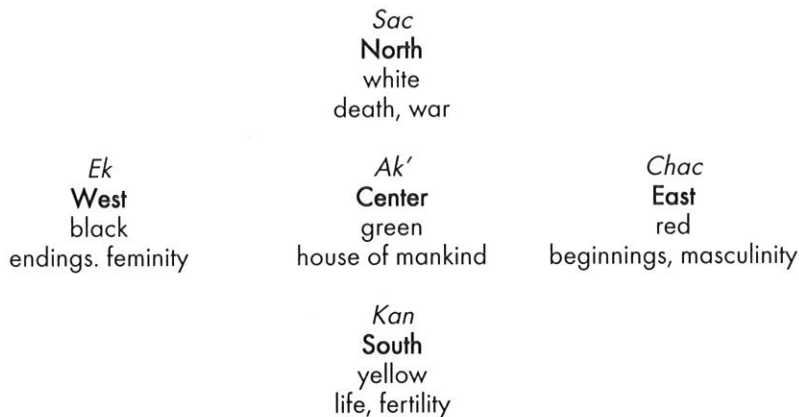 Sac
North
white
death, war
Ek
West
black
endings. feminity
Ak'
Center
green
house of mankind
Chac
East
red
beginnings, masculinity
Kan
South
yellow
life, fertility